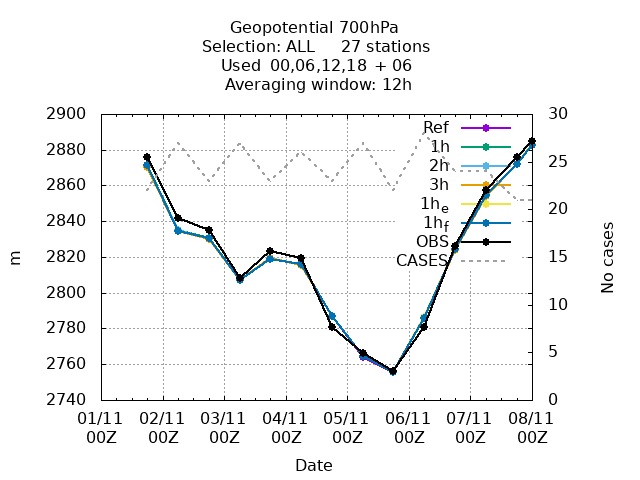 Geopotential 700hPa
Selection: ALL 27 stations
Used 00,06,12,18 + 06
Averaging window: 12h
2900
2880
2860
2840
2820
2800
2780
2760
2740
m
30
25
20
15
10
5
0
No cases
Ref
1h
2h
3h
1he
1hf
OBS
CASES
01/11 02/11 03/11 04/11 05/11 06/11 07/11 08/11
00Z 00Z 00Z 00Z 00Z 00Z 00Z 00Z
Date